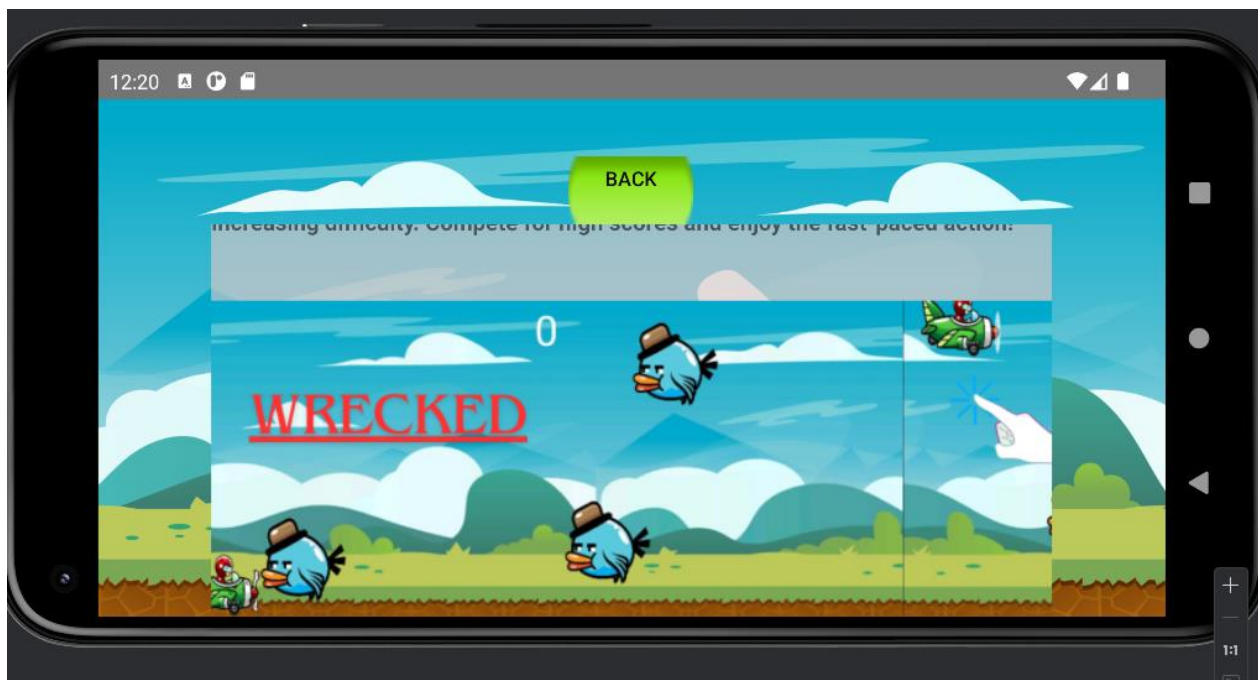 12:20
BACK
increasing difficulty. Compete for high scores and enjoy the fast-paced action!
0
WRECKED
1:1